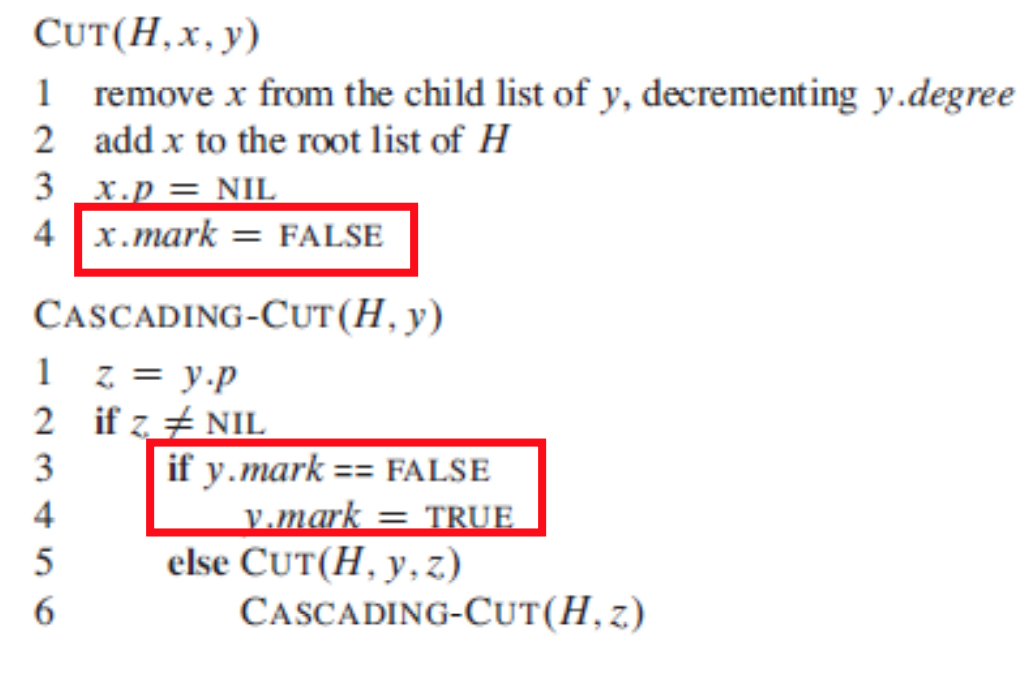 CUT(H, x, y)
1 remove x from the child list of y, decrementing y.degree
2 add x to the root list of H
3 x.p = NIL
4 x.mark = FALSE
CASCADING-CUT(H, y)
1 z = y.p
2 if z ≠ NIL
3 if y.mark == FALSE
4 y.mark = TRUE
5 else CUT(H, y, z)
6 CASCADING-CUT(H, z)